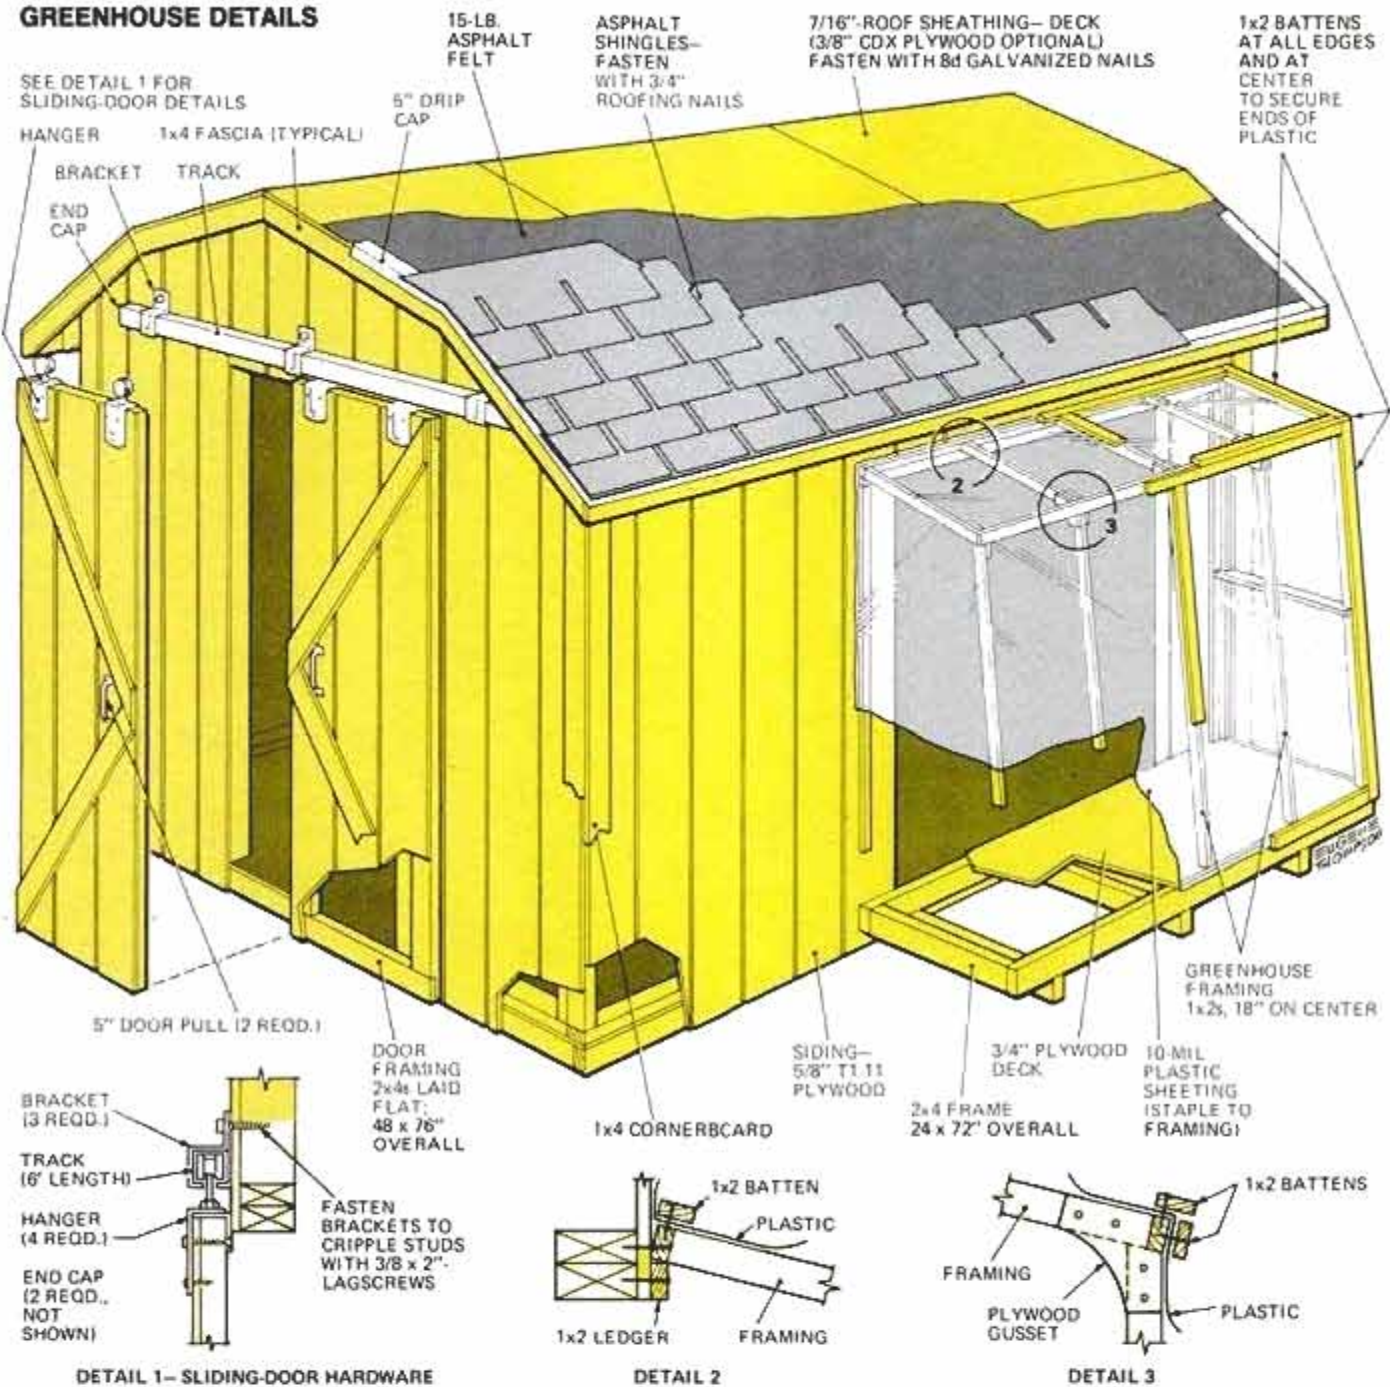 GREENHOUSE DETAILS
15-LB.
ASPHALT
FELT
ASPHALT
SHINGLES–
FASTEN
WITH 3/4"
ROOFING NAILS
7/16"-ROOF SHEATHING– DECK
(3/8" CDX PLYWOOD OPTIONAL)
FASTEN WITH 8d GALVANIZED NAILS
1x2 BATTENS
AT ALL EDGES
AND AT
CENTER
TO SECURE
ENDS OF
PLASTIC
SEE DETAIL 1 FOR
SLIDING-DOOR DETAILS
5" DRIP
CAP
HANGER
1x4 FASCIA (TYPICAL)
BRACKET
TRACK
END
CAP
2
3
EUGENE
THOMPSON
GREENHOUSE
FRAMING
1x2s, 18" ON CENTER
5" DOOR PULL (2 REQD.)
DOOR
FRAMING
2x4s LAID
FLAT;
48 x 76"
OVERALL
1x4 CORNERBOARD
SIDING–
5/8" T1.11
PLYWOOD
3/4" PLYWOOD
DECK
2x4 FRAME
24 x 72" OVERALL
10-MIL
PLASTIC
SHEETING
(STAPLE TO
FRAMING)
BRACKET
(3 REQD.)
TRACK
(6' LENGTH)
HANGER
(4 REQD.)
END CAP
(2 REQD.,
NOT
SHOWN)
FASTEN
BRACKETS TO
CRIPPLE STUDS
WITH 3/8 x 2"-
LAGSCREWS
DETAIL 1– SLIDING-DOOR HARDWARE
1x2 BATTEN
PLASTIC
1x2 LEDGER
FRAMING
DETAIL 2
1x2 BATTENS
FRAMING
PLYWOOD
GUSSET
PLASTIC
DETAIL 3